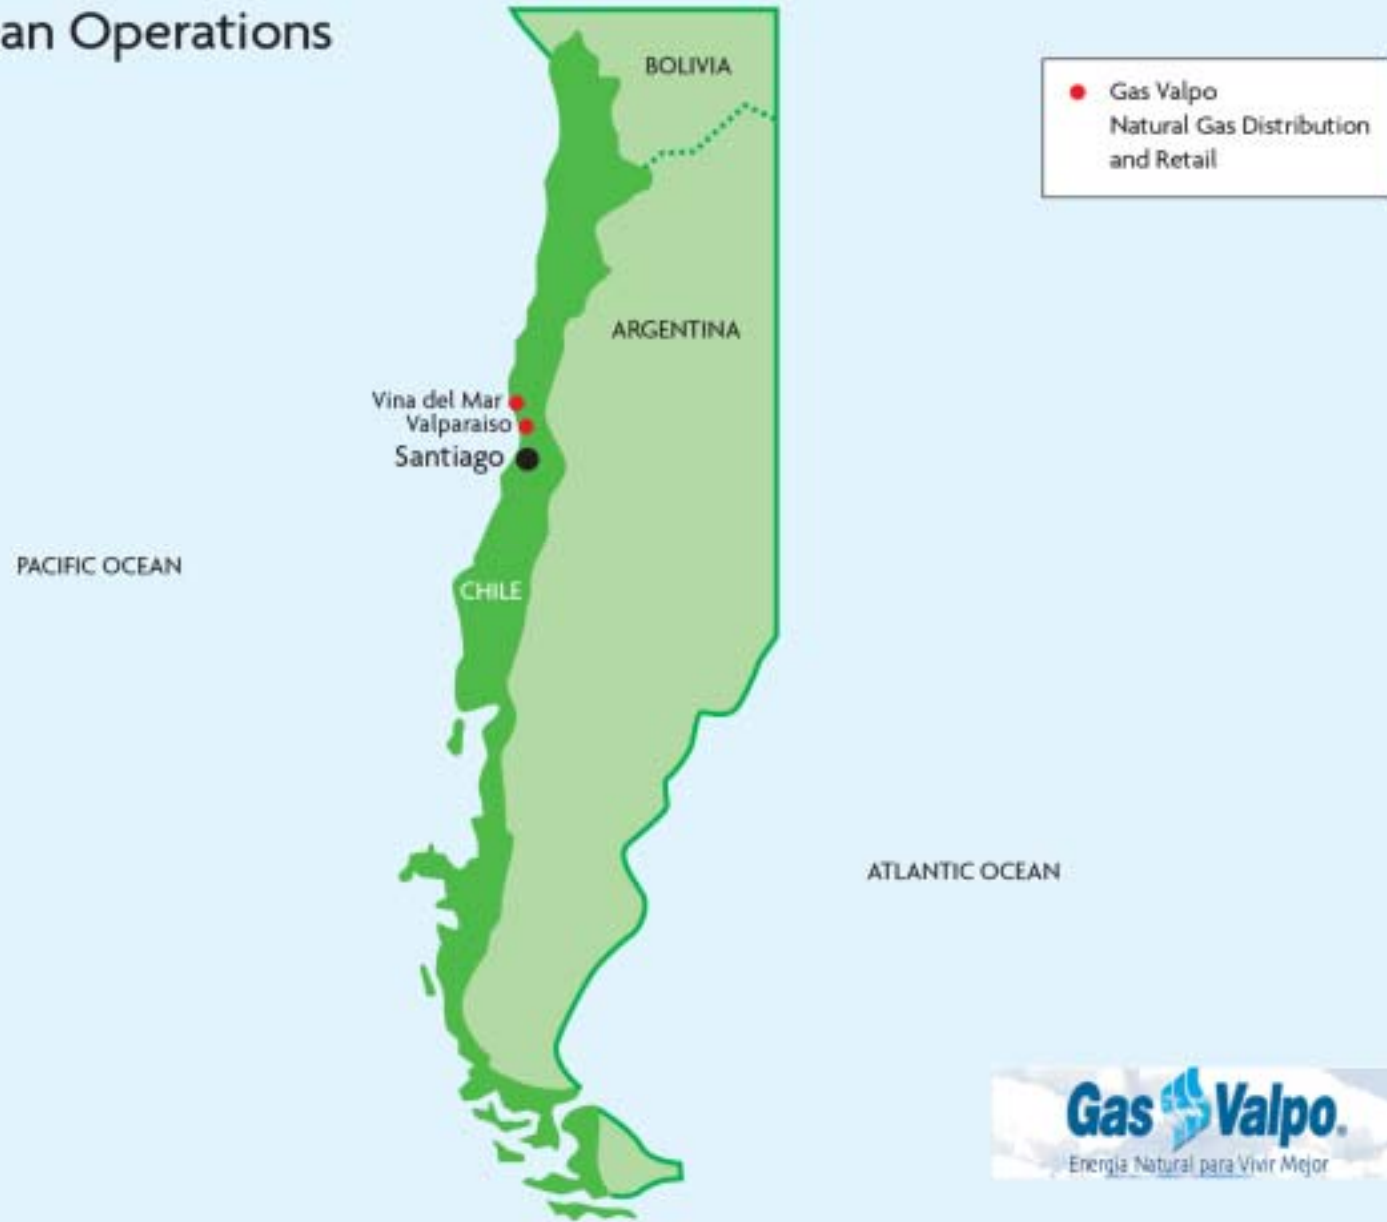 an Operations
BOLIVIA
Gas Valpo
Natural Gas Distribution
and Retail
ARGENTINA
Vina del Mar
Valparaiso
Santiago
PACIFIC OCEAN
CHILE
ATLANTIC OCEAN
Gas Valpo.
Energía Natural para Vivir Mejor